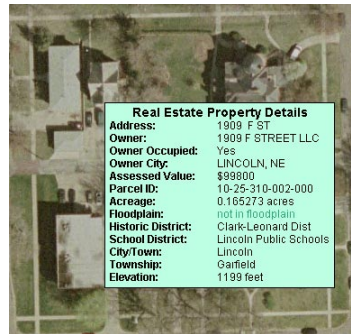 Real Estate Property Details
Address: 1909 F ST
Owner: 1909 F STREET LLC
Owner Occupied: Yes
Owner City: LINCOLN, NE
Assessed Value: $99800
Parcel ID: 10-25-310-002-000
Acreage: 0.165273 acres
Floodplain: not in floodplain
Historic District: Clark-Leonard Dist
School District: Lincoln Public Schools
City/Town: Lincoln
Township: Garfield
Elevation: 1199 feet